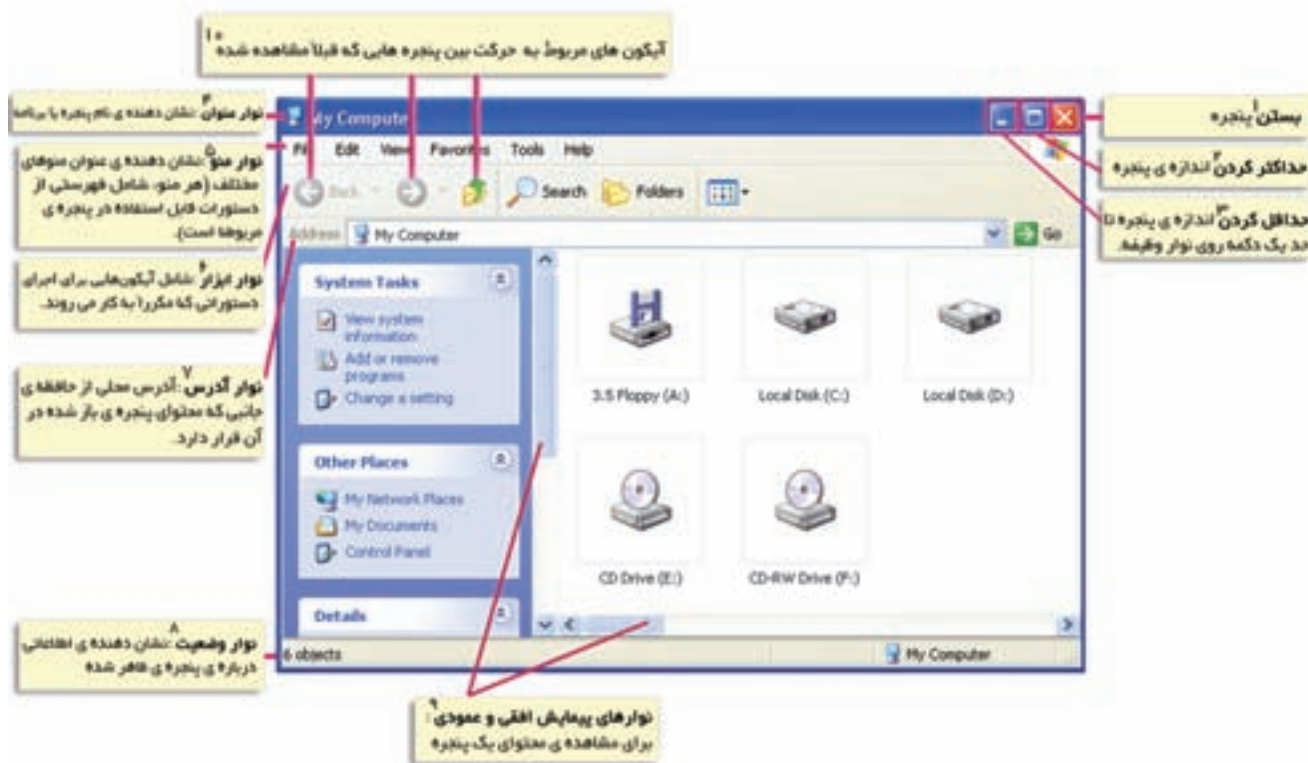 آیکون های مربوط به حرکت بین پنجره هایی که قبلاً مشاهده شده ۱۰
بستن۱ پنجره
حداکثر کردن۲ اندازه ی پنجره
حداقل کردن۳ اندازه ی پنجره تا
حد یک دکمه روی نوار وظیفه.
نوار عنوان۴ :نشان دهنده ی نام پنجره یا برنامه
نوار منو۵ :نشان دهنده ی عنوان منوهای
مختلف (هر منو، شامل فهرستی از
دستورات قابل استفاده در پنجره ی
مربوطه است).
نوار ابزار۶ :شامل آیکون‌هایی برای اجرای
دستوراتی که مکررا به کار می روند.
نوار آدرس۷ :آدرس محلی از حافظه ی
جانبی که محتوای پنجره ی باز شده در
آن قرار دارد.
نوار وضعیت۸ :نشان دهنده ی اطلاعاتی
درباره ی پنجره ی ظاهر شده
نوارهای پیمایش افقی و عمودی۹ :
برای مشاهده ی محتوای یک پنجره
My Computer
File Edit View Favorites Tools Help
Back Search Folders
Address My Computer Go
System Tasks
View system
information
Add or remove
programs
Change a setting
Other Places
My Network Places
My Documents
Control Panel
Details
3.5 Floppy (A:) Local Disk (C:) Local Disk (D:)
CD Drive (E:) CD-RW Drive (F:)
6 objects My Computer